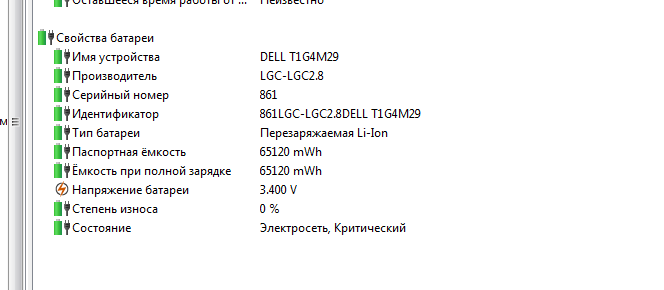 Оставшееся время работы от ... Неизвестно
Свойства батареи
Имя устройства DELL T1G4M29
Производитель LGC-LGC2.8
Серийный номер 861
Идентификатор 861LGC-LGC2.8DELL T1G4M29
Тип батареи Перезаряжаемая Li-Ion
Паспортная ёмкость 65120 mWh
Ёмкость при полной зарядке 65120 mWh
Напряжение батареи 3.400 V
Степень износа 0 %
Состояние Электросеть, Критический